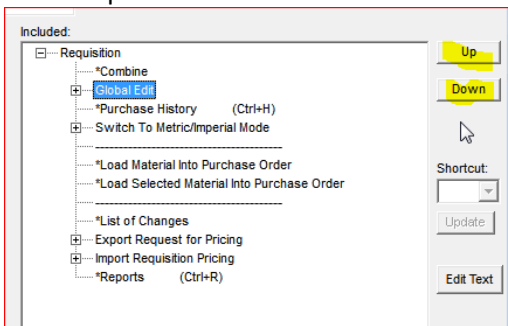 Included:
Requisition
*Combine
Global Edit
*Purchase History (Ctrl+H)
Switch To Metric/Imperial Mode
*Load Material Into Purchase Order
*Load Selected Material Into Purchase Order
*List of Changes
Export Request for Pricing
Import Requisition Pricing
*Reports (Ctrl+R)
Up
Down
Shortcut:
Update
Edit Text